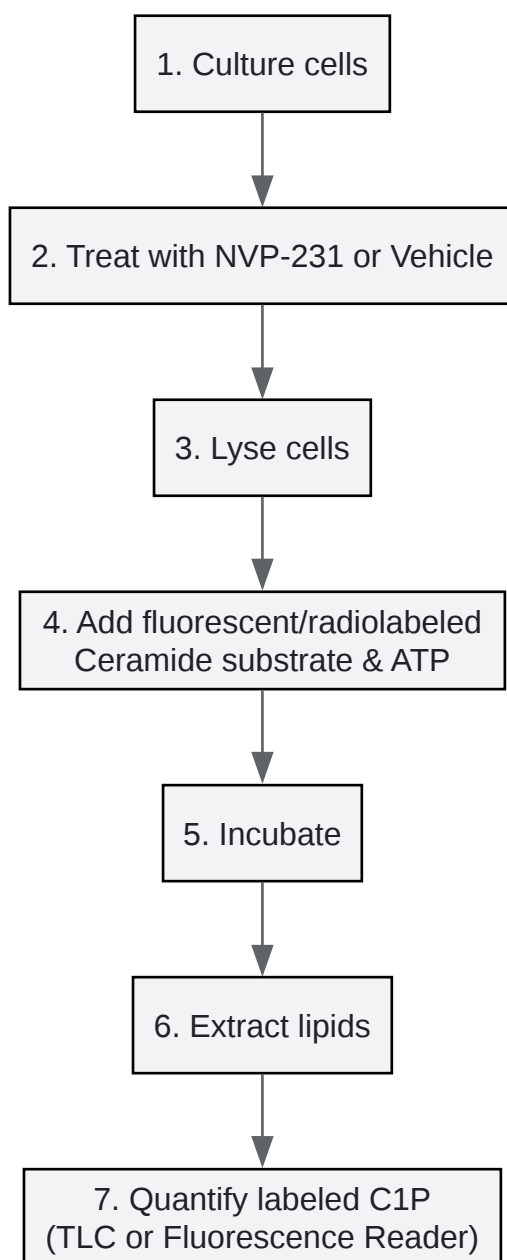 1. Culture cells
2. Treat with NVP-231 or Vehicle
3. Lyse cells
4. Add fluorescent/radiolabeled
Ceramide substrate & ATP
5. Incubate
6. Extract lipids
7. Quantify labeled C1P
(TLC or Fluorescence Reader)